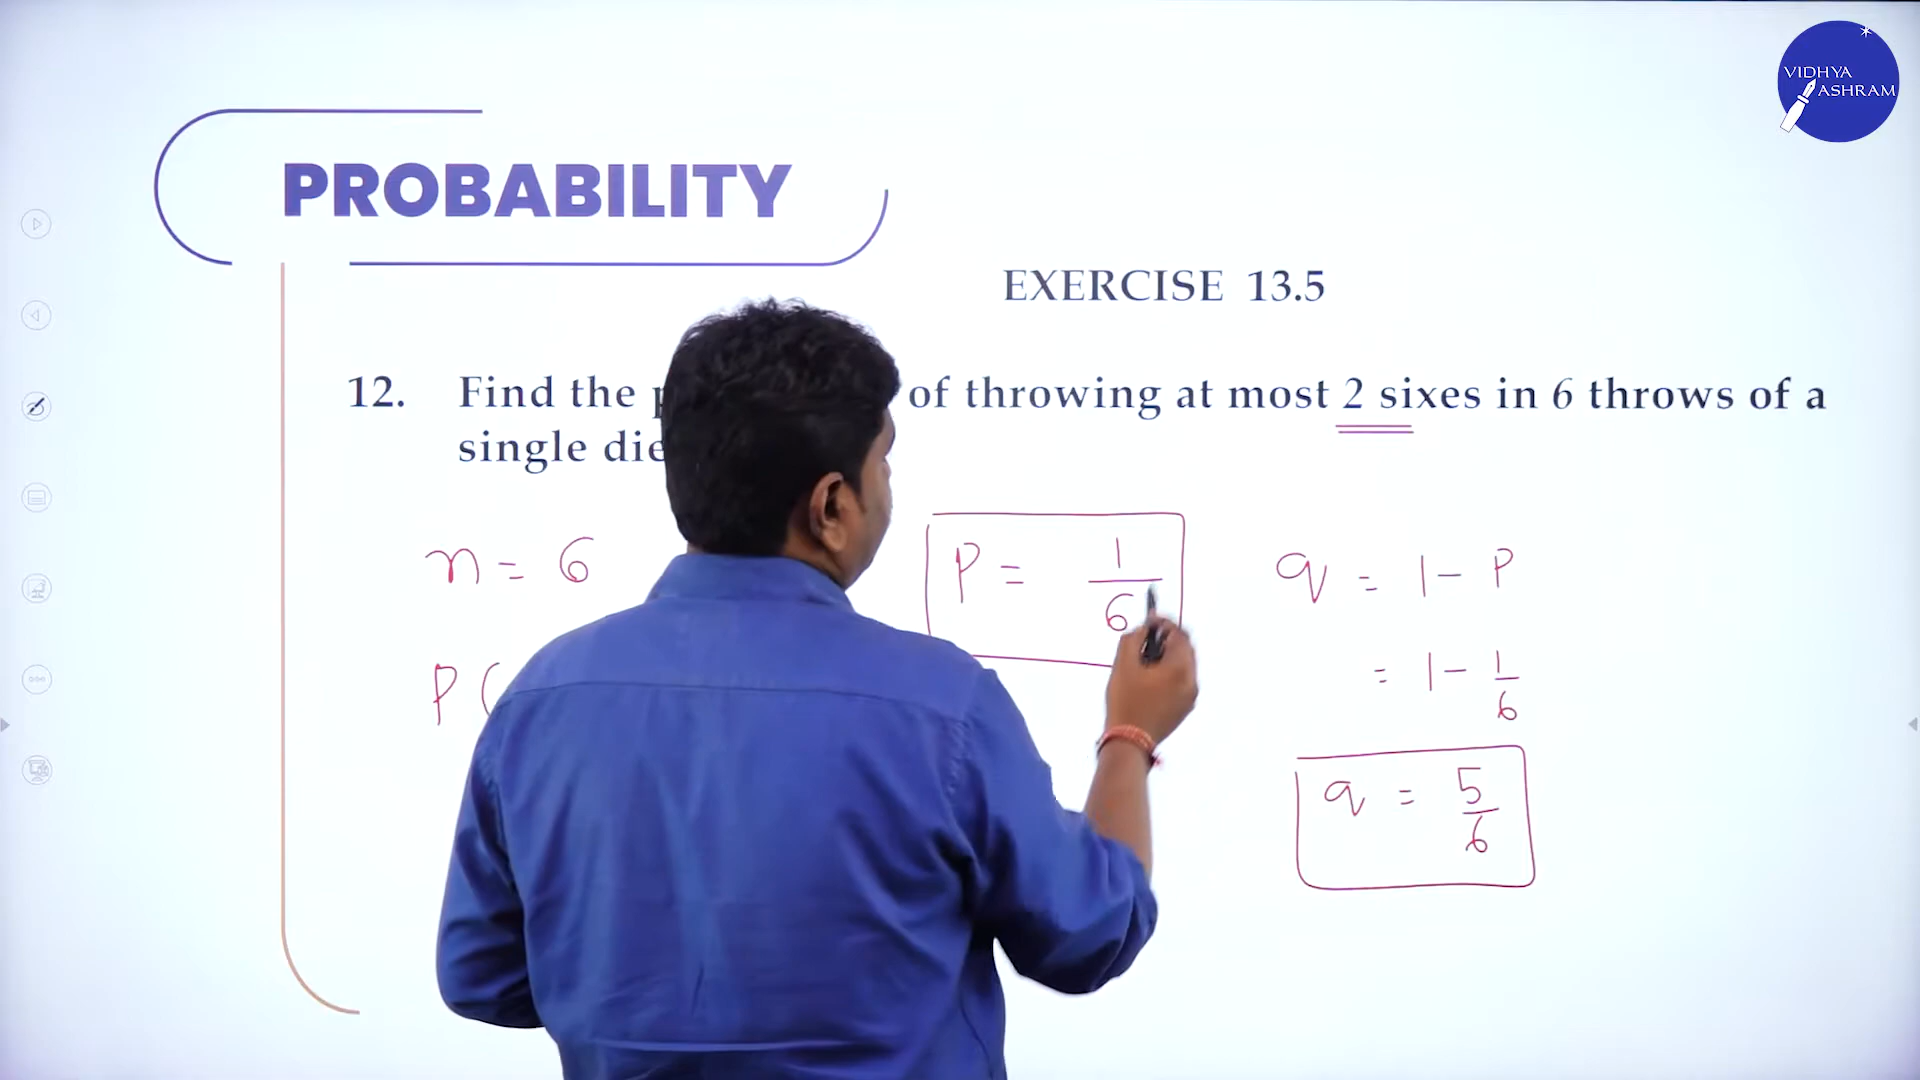 VIDHYA
ASHRAM
PROBABILITY
EXERCISE 13.5
12. Find the of throwing at most 2 sixes in 6 throws of a
single die
n = 6
P = 1/6
q = 1 - P
= 1 - 1/6
q = 5/6
P (